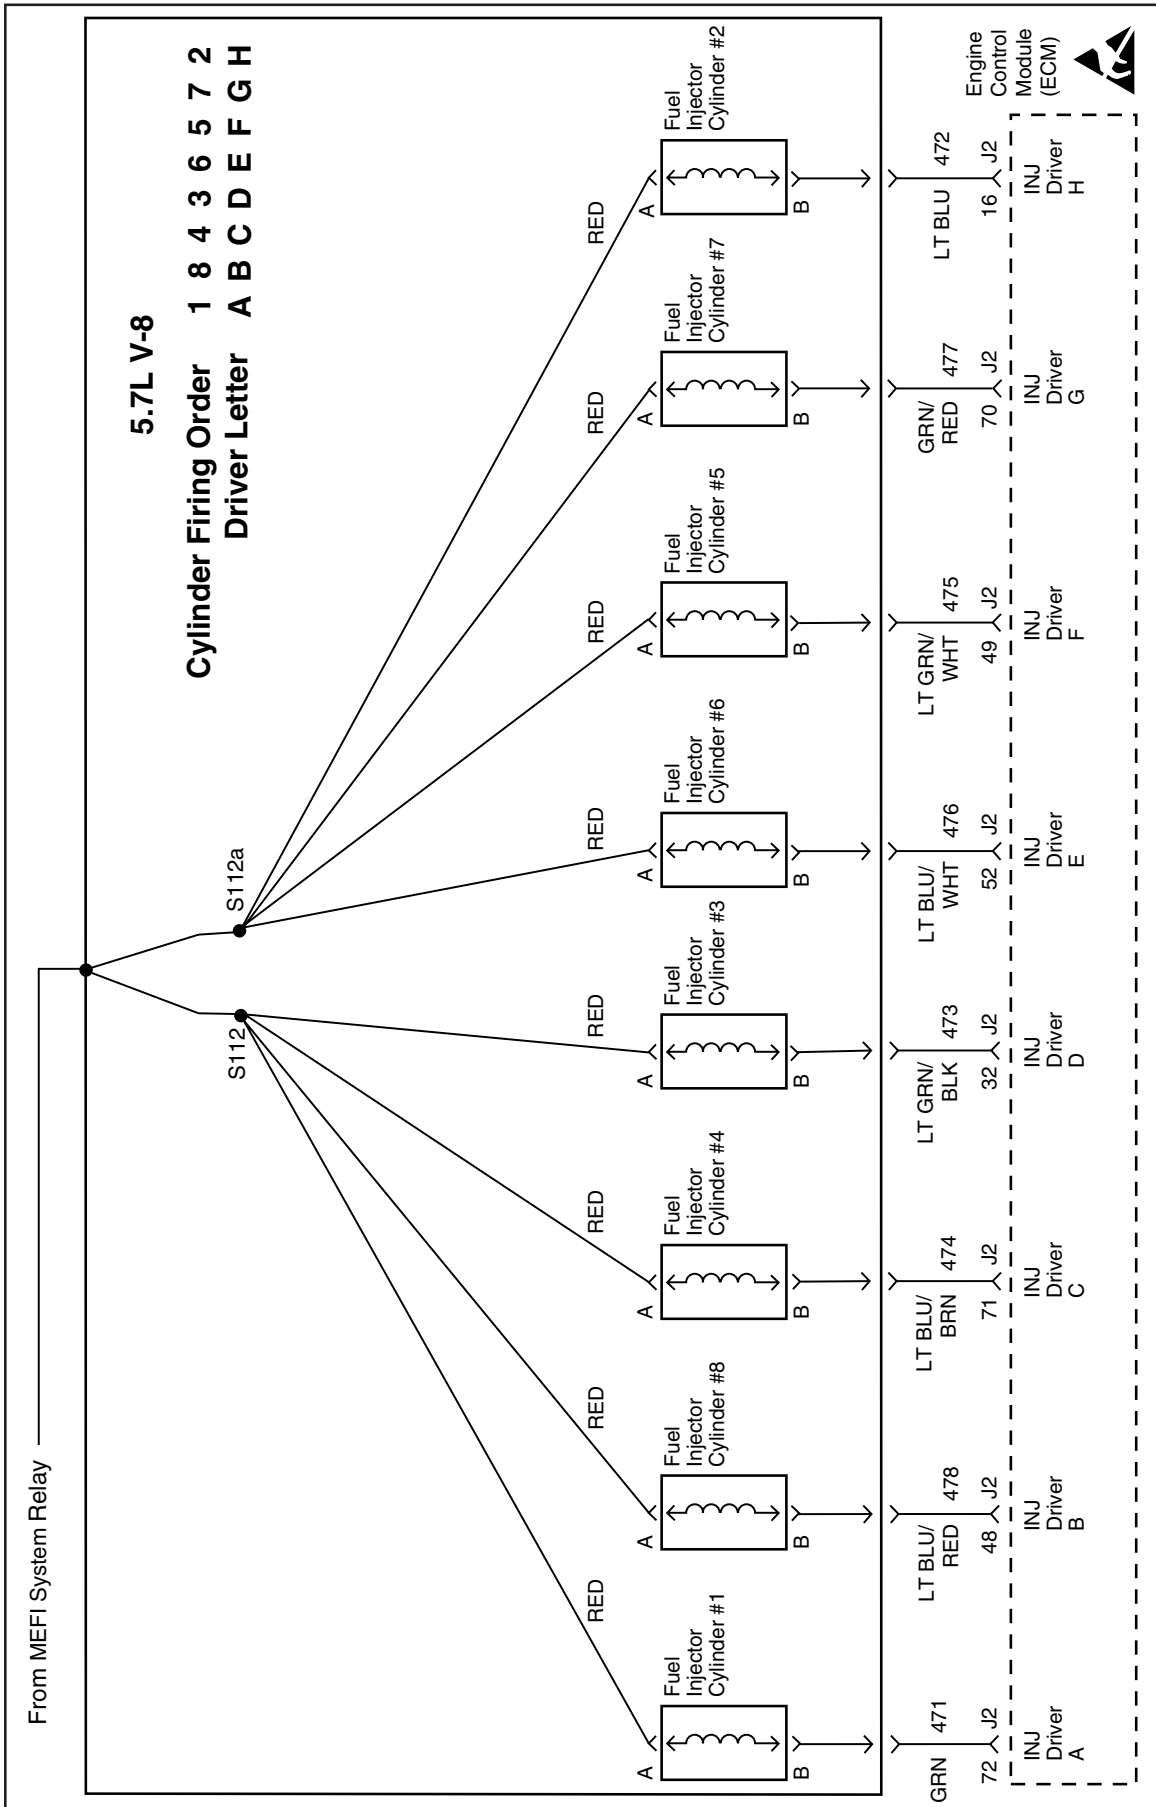 From MEFI System Relay
5.7L V-8
Cylinder Firing Order 1 8 4 3 6 5 7 2
Driver Letter A B C D E F G H
S112
S112a
RED
RED
RED
RED
RED
RED
RED
RED
A
Fuel
Injector
Cylinder #1
B
A
Fuel
Injector
Cylinder #8
B
A
Fuel
Injector
Cylinder #4
B
A
Fuel
Injector
Cylinder #3
B
A
Fuel
Injector
Cylinder #6
B
A
Fuel
Injector
Cylinder #5
B
A
Fuel
Injector
Cylinder #7
B
A
Fuel
Injector
Cylinder #2
B
GRN
471
72
J2
INJ
Driver
A
LT BLU/
RED
478
48
J2
INJ
Driver
B
LT BLU/
BRN
474
71
J2
INJ
Driver
C
LT GRN/
BLK
473
32
J2
INJ
Driver
D
LT BLU/
WHT
476
52
J2
INJ
Driver
E
LT GRN/
WHT
475
49
J2
INJ
Driver
F
GRN/
RED
477
70
J2
INJ
Driver
G
LT BLU
472
16
J2
INJ
Driver
H
Engine
Control
Module
(ECM)